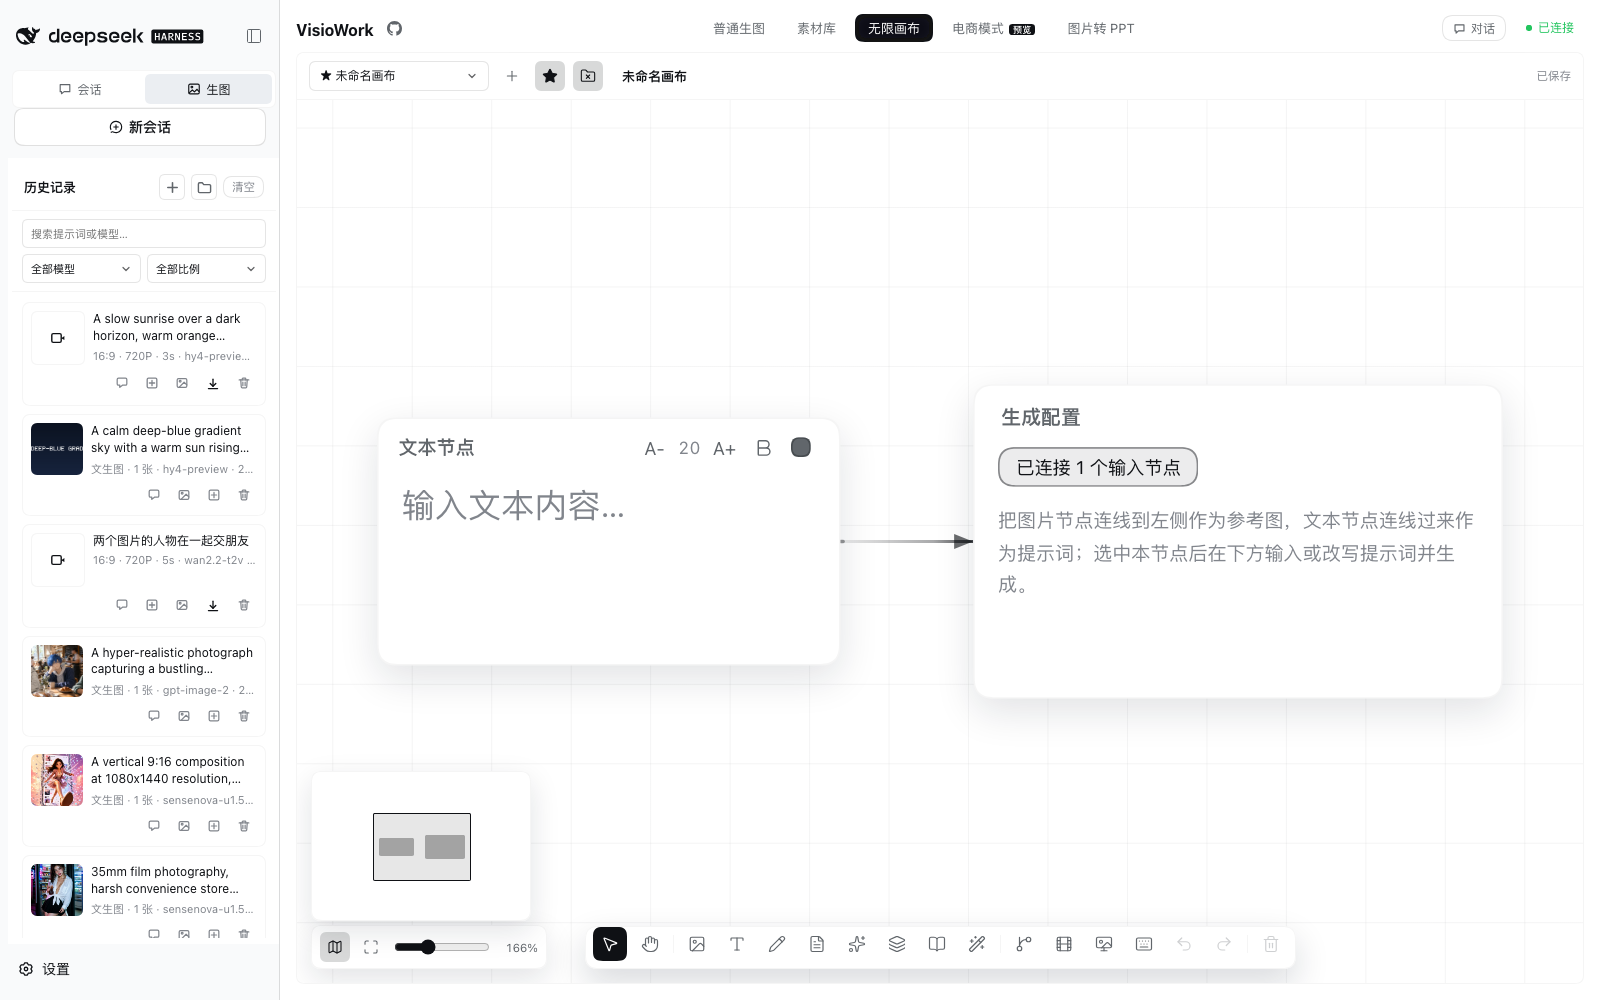 deepseek HARNESS
会话
生图
新会话
历史记录
清空
搜索提示词或模型...
全部模型
全部比例
A slow sunrise over a dark
horizon, warm orange...
16:9 · 720P · 3s · hy4-previe...
A calm deep-blue gradient
sky with a warm sun rising...
文生图 · 1 张 · hy4-preview · 2...
DEEP-BLUE GRAD
两个图片的人物在一起交朋友
16:9 · 720P · 5s · wan2.2-t2v ...
A hyper-realistic photograph
capturing a bustling...
文生图 · 1 张 · gpt-image-2 · 2...
A vertical 9:16 composition
at 1080x1440 resolution,...
文生图 · 1 张 · sensenova-u1.5...
35mm film photography,
harsh convenience store...
文生图 · 1 张 · sensenova-u1.5...
设置
VisioWork
普通生图
素材库
无限画布
电商模式 预览
图片转 PPT
对话
已连接
★ 未命名画布
未命名画布
已保存
文本节点
A- 20 A+ B
输入文本内容...
生成配置
已连接 1 个输入节点
把图片节点连线到左侧作为参考图，文本节点连线过来作
为提示词；选中本节点后在下方输入或改写提示词并生
成。
166%